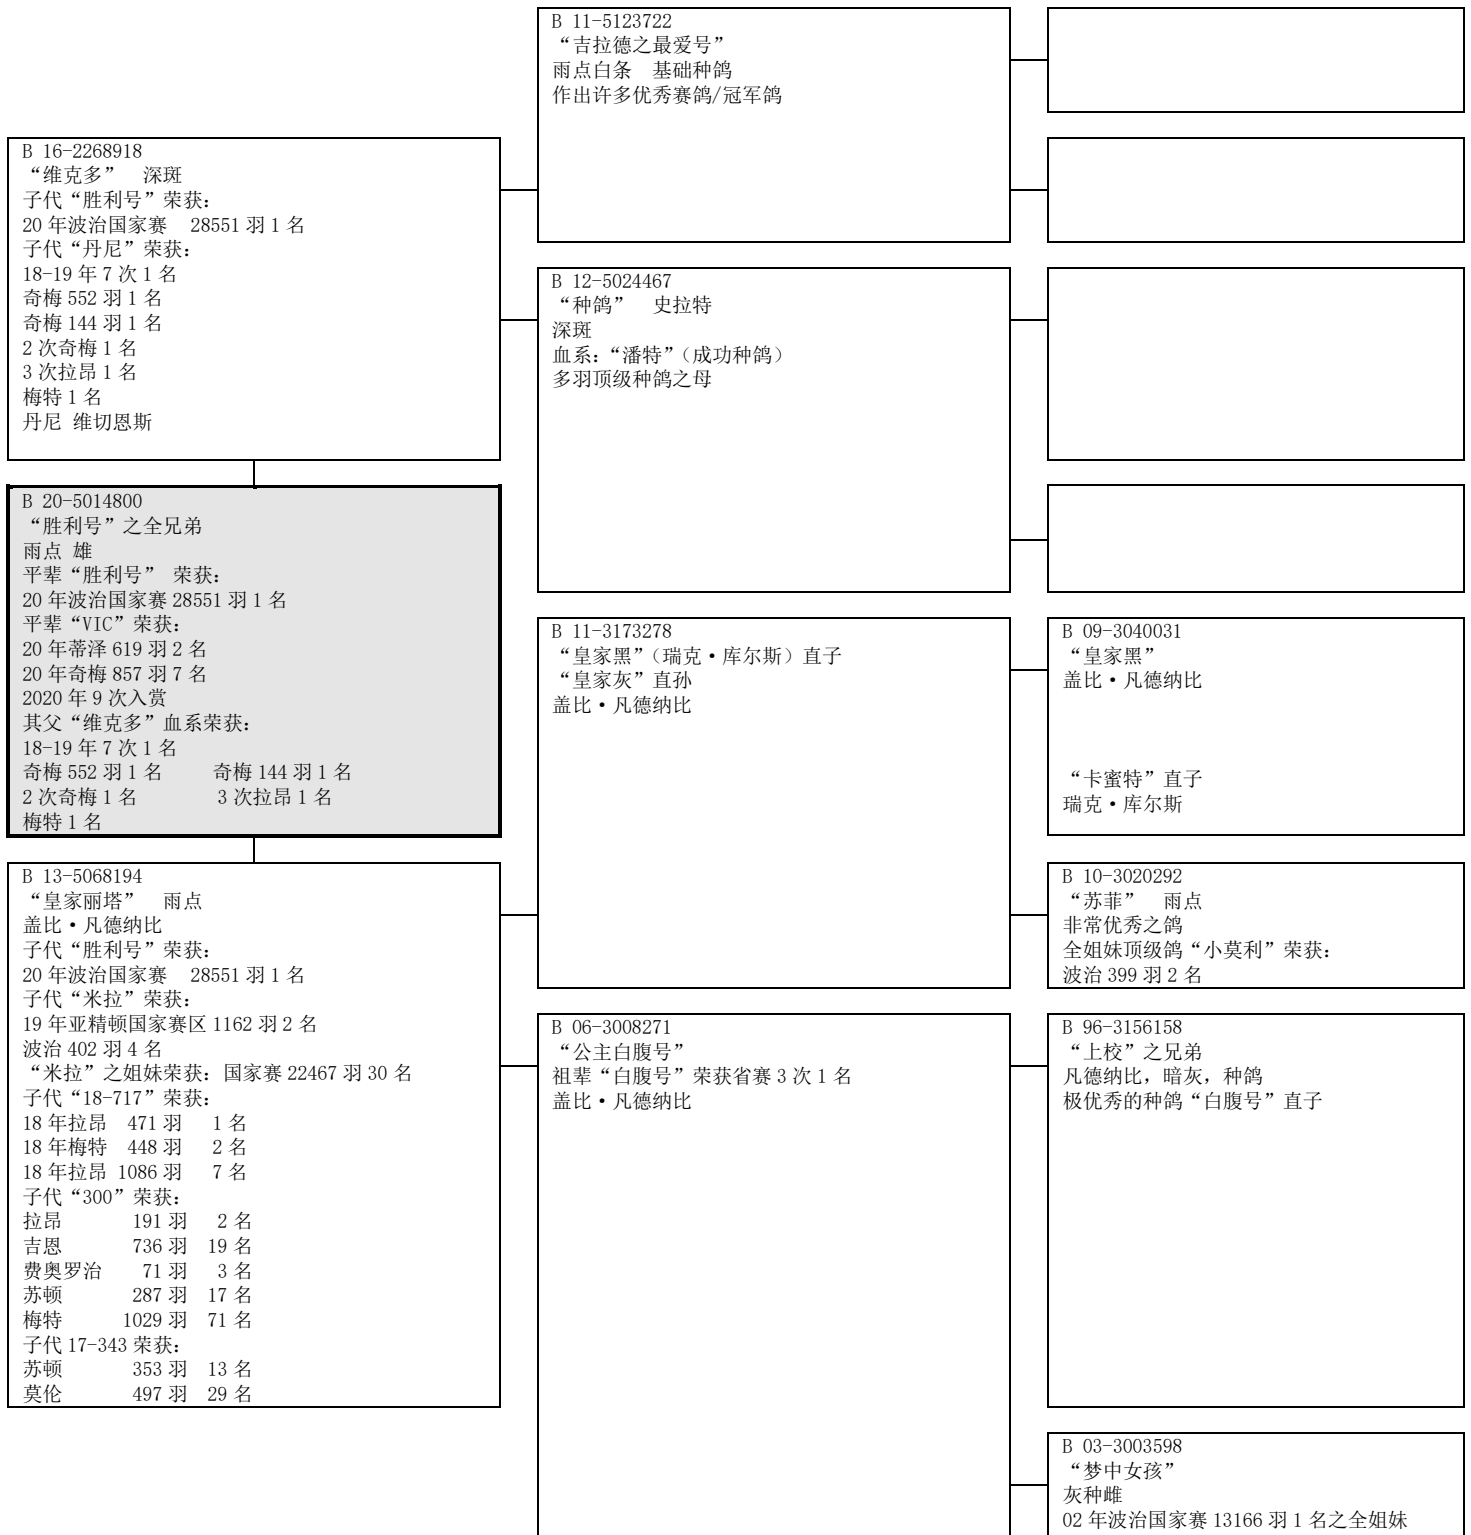 B 16-2268918
“维克多”　深斑
子代“胜利号”荣获：
20 年波治国家赛　28551 羽 1 名
子代“丹尼”荣获：
18-19 年 7 次 1 名
奇梅 552 羽 1 名
奇梅 144 羽 1 名
2 次奇梅 1 名
3 次拉昂 1 名
梅特 1 名
丹尼 维切恩斯
B 20-5014800
“胜利号”之全兄弟
雨点 雄
平辈“胜利号” 荣获：
20 年波治国家赛 28551 羽 1 名
平辈“VIC”荣获：
20 年蒂泽 619 羽 2 名
20 年奇梅 857 羽 7 名
2020 年 9 次入赏
其父“维克多”血系荣获：
18-19 年 7 次 1 名
奇梅 552 羽 1 名　　奇梅 144 羽 1 名
2 次奇梅 1 名　　3 次拉昂 1 名
梅特 1 名
B 13-5068194
“皇家丽塔”　雨点
盖比·凡德纳比
子代“胜利号”荣获：
20 年波治国家赛　28551 羽 1 名
子代“米拉”荣获：
19 年亚精顿国家赛区 1162 羽 2 名
波治 402 羽 4 名
“米拉”之姐妹荣获：国家赛 22467 羽 30 名
子代“18-717”荣获：
18 年拉昂　471 羽　1 名
18 年梅特　448 羽　2 名
18 年拉昂 1086 羽　7 名
子代“300”荣获：
拉昂　191 羽　2 名
吉恩　736 羽　19 名
费奥罗治　71 羽　3 名
苏顿　287 羽　17 名
梅特　1029 羽　71 名
子代 17-343 荣获：
苏顿　353 羽　13 名
莫伦　497 羽　29 名
B 11-5123722
“吉拉德之最爱号”
雨点白条　基础种鸽
作出许多优秀赛鸽/冠军鸽
B 12-5024467
“种鸽”　史拉特
深斑
血系：“潘特”（成功种鸽）
多羽顶级种鸽之母
B 11-3173278
“皇家黑”（瑞克·库尔斯）直子
“皇家灰”直孙
盖比·凡德纳比
B 06-3008271
“公主白腹号”
祖辈“白腹号”荣获省赛 3 次 1 名
盖比·凡德纳比
B 09-3040031
“皇家黑”
盖比·凡德纳比
“卡蜜特”直子
瑞克·库尔斯
B 10-3020292
“苏菲”　雨点
非常优秀之鸽
全姐妹顶级鸽“小莫利”荣获：
波治 399 羽 2 名
B 96-3156158
“上校”之兄弟
凡德纳比，暗灰，种鸽
极优秀的种鸽“白腹号”直子
B 03-3003598
“梦中女孩”
灰种雌
02 年波治国家赛 13166 羽 1 名之全姐妹